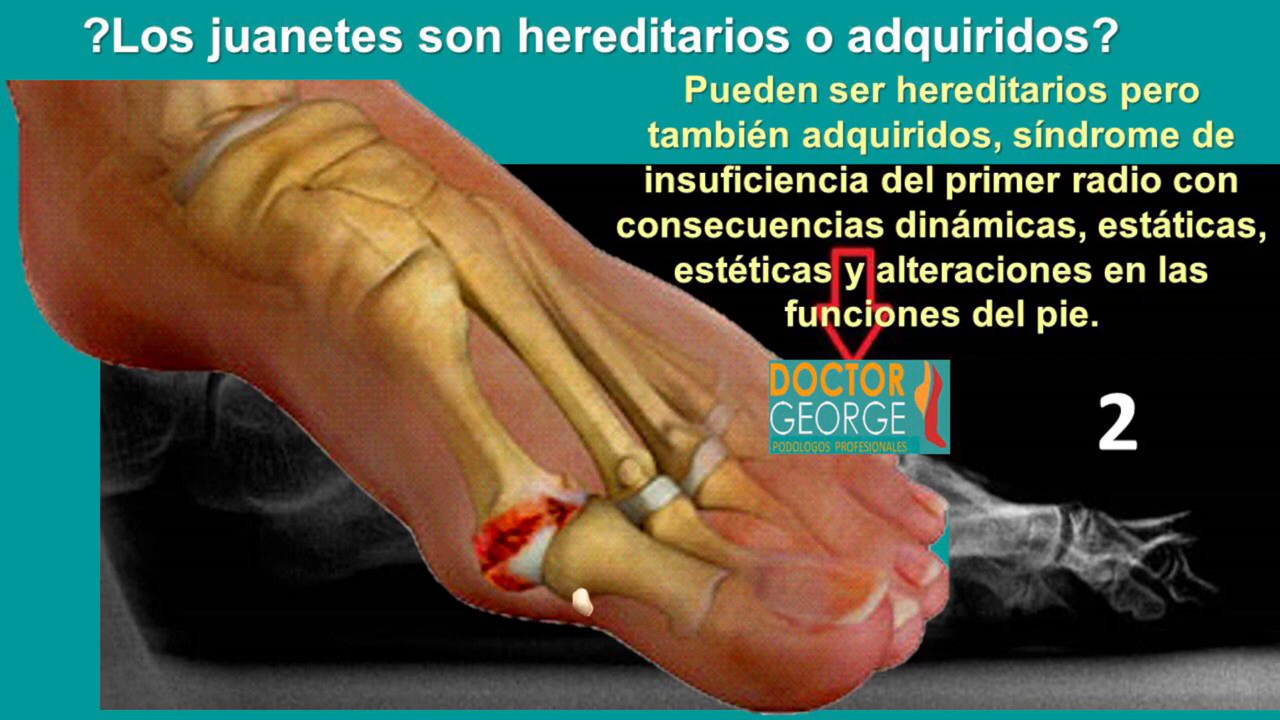 ?Los juanetes son hereditarios o adquiridos?
Pueden ser hereditarios pero
también adquiridos, síndrome de
insuficiencia del primer radio con
consecuencias dinámicas, estáticas,
estéticas y alteraciones en las
funciones del pie.
DOCTOR
GEORGE
PODOLOGOS PROFESIONALES
2